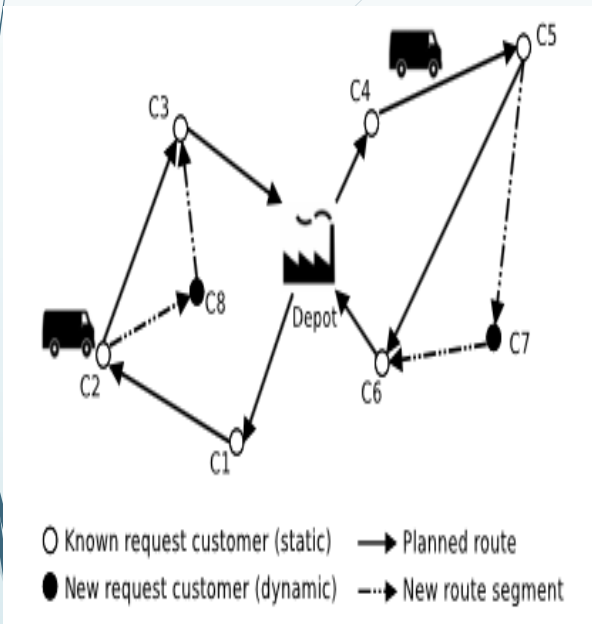 C5
C4
C3
C8
Depot
C7
C2
C6
C1
Known request customer (static)
Planned route
New request customer (dynamic)
New route segment